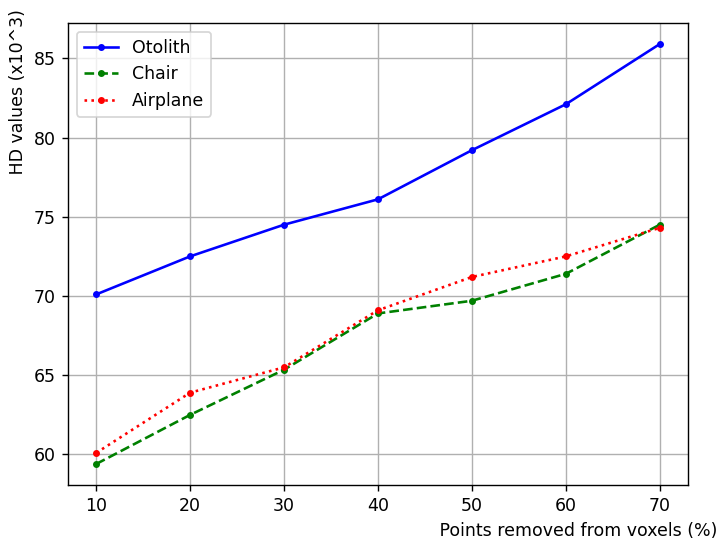 HD values (x10^3)
85
80
75
70
65
60
Otolith
Chair
Airplane
10 20 30 40 50 60 70
Points removed from voxels (%)